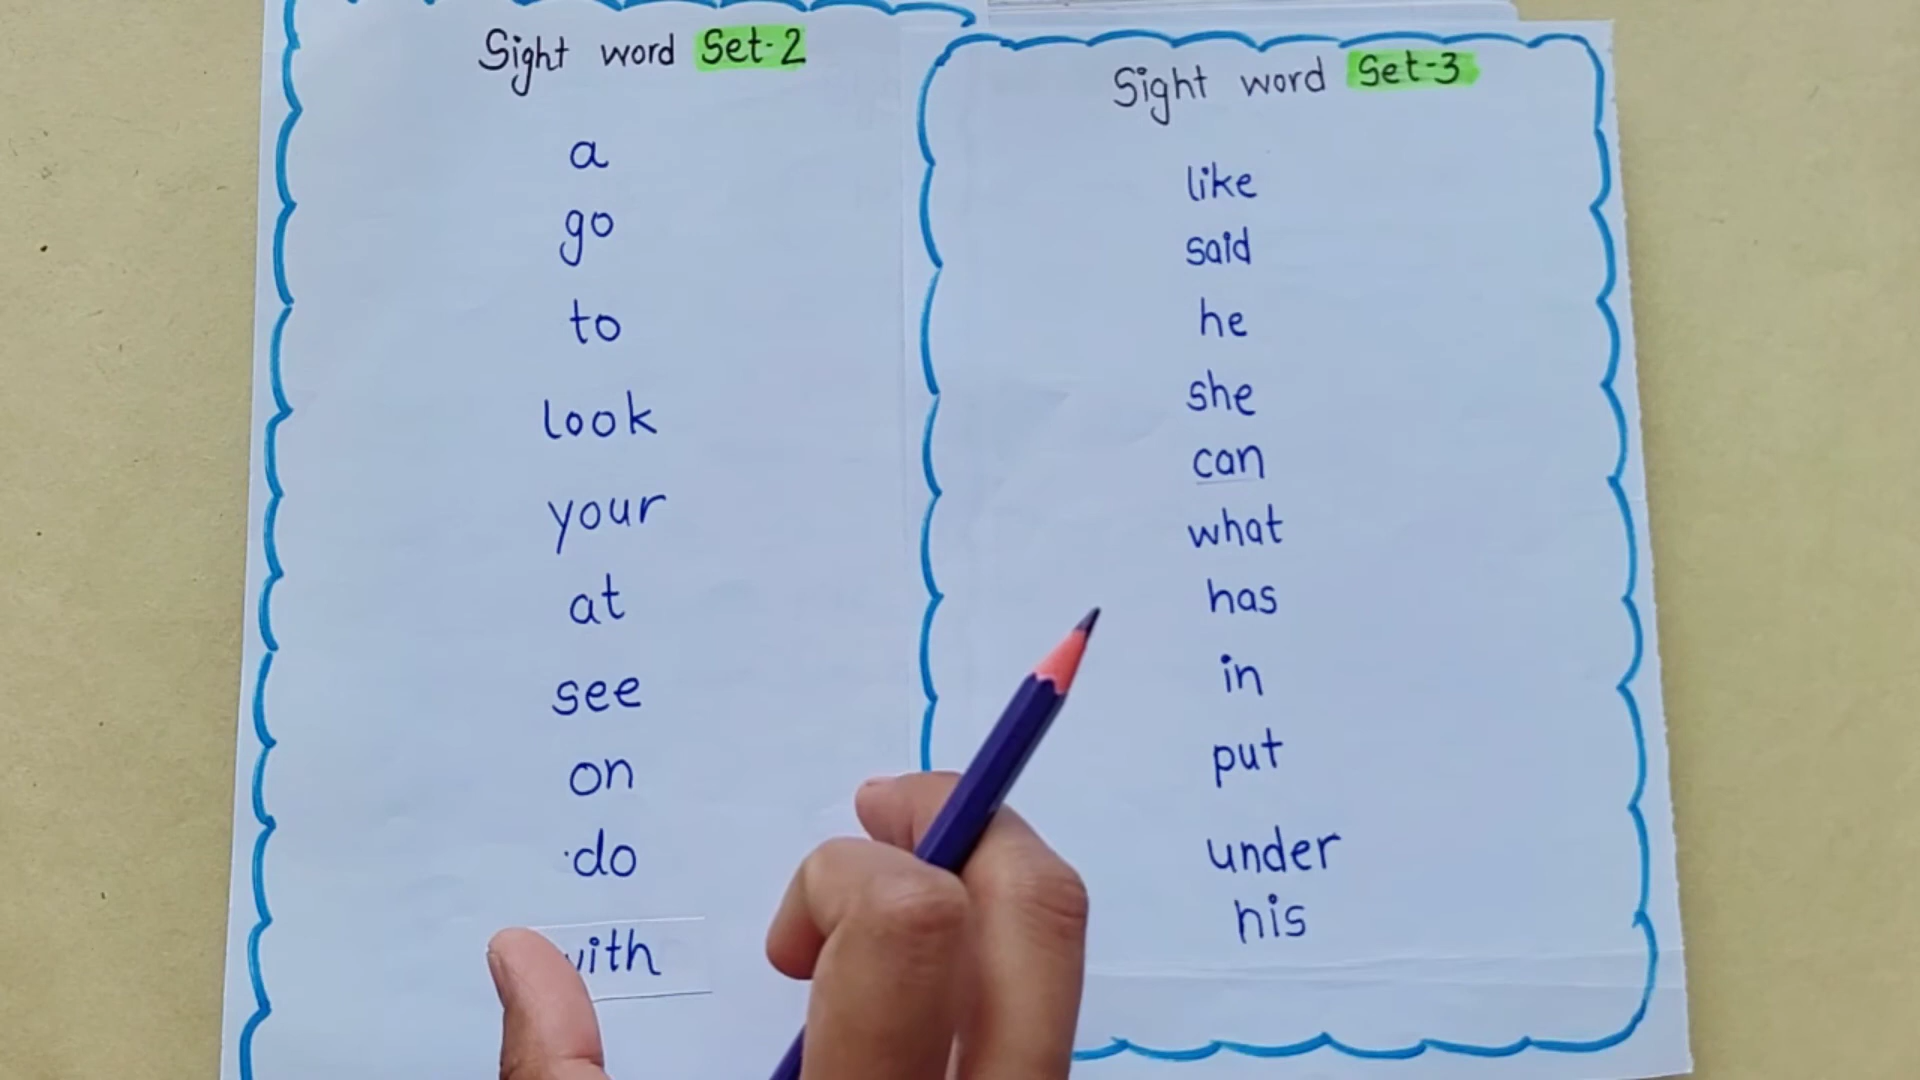 Sight word Set-2
a
go
to
look
your
at
see
on
do
Sight word Set-3
like
said
he
she
can
what
has
in
put
under
his